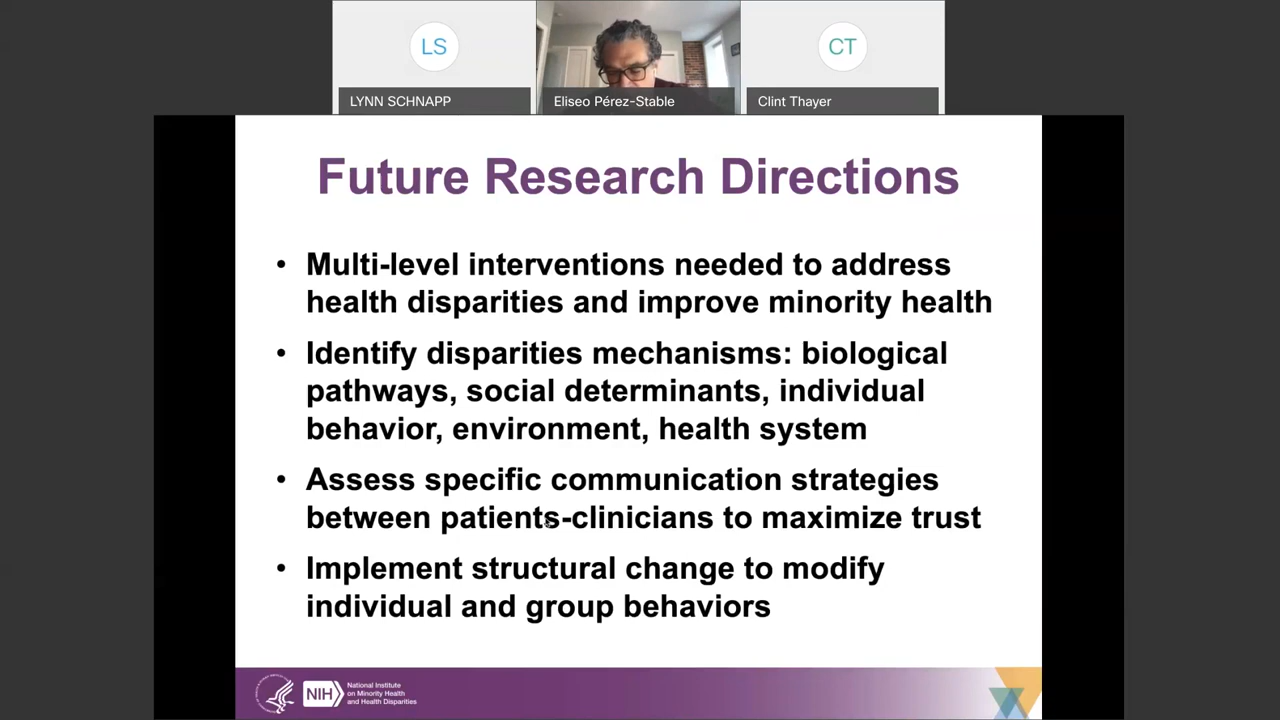 LS
CT
LYNN SCHNAPP
Eliseo Pérez-Stable
Clint Thayer
Future Research Directions
• Multi-level interventions needed to address
health disparities and improve minority health
• Identify disparities mechanisms: biological
pathways, social determinants, individual
behavior, environment, health system
• Assess specific communication strategies
between patients-clinicians to maximize trust
• Implement structural change to modify
individual and group behaviors
NIH
National Institute
on Minority Health
and Health Disparities